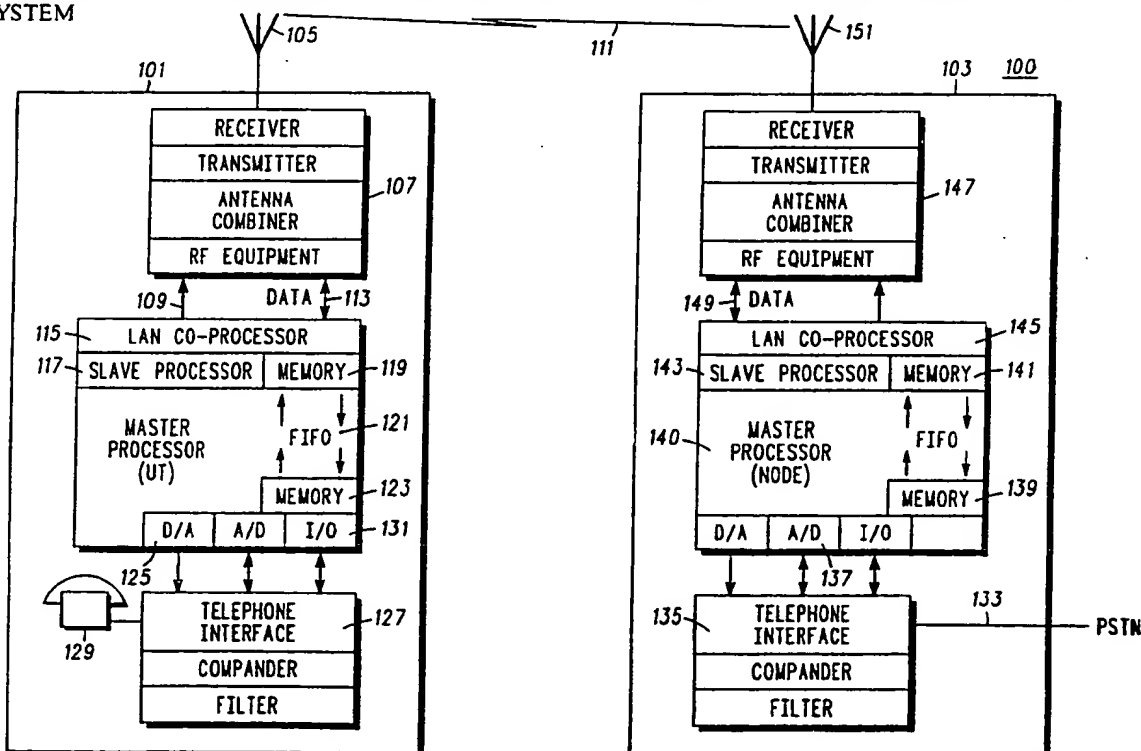 YSTEM
105
111
151
101
103
100
RECEIVER
TRANSMITTER
ANTENNA
COMBINER
RF EQUIPMENT
107
109
DATA
113
115
LAN CO-PROCESSOR
117
SLAVE PROCESSOR
MEMORY
119
MASTER
PROCESSOR
(UT)
FIFO
121
MEMORY
123
D/A
A/D
I/O
131
125
129
TELEPHONE
INTERFACE
127
COMPANDER
FILTER
RECEIVER
TRANSMITTER
ANTENNA
COMBINER
RF EQUIPMENT
147
149
DATA
LAN CO-PROCESSOR
145
143
SLAVE PROCESSOR
MEMORY
141
140
MASTER
PROCESSOR
(NODE)
FIFO
MEMORY
139
D/A
A/D
I/O
137
135
TELEPHONE
INTERFACE
133
PSTN
COMPANDER
FILTER